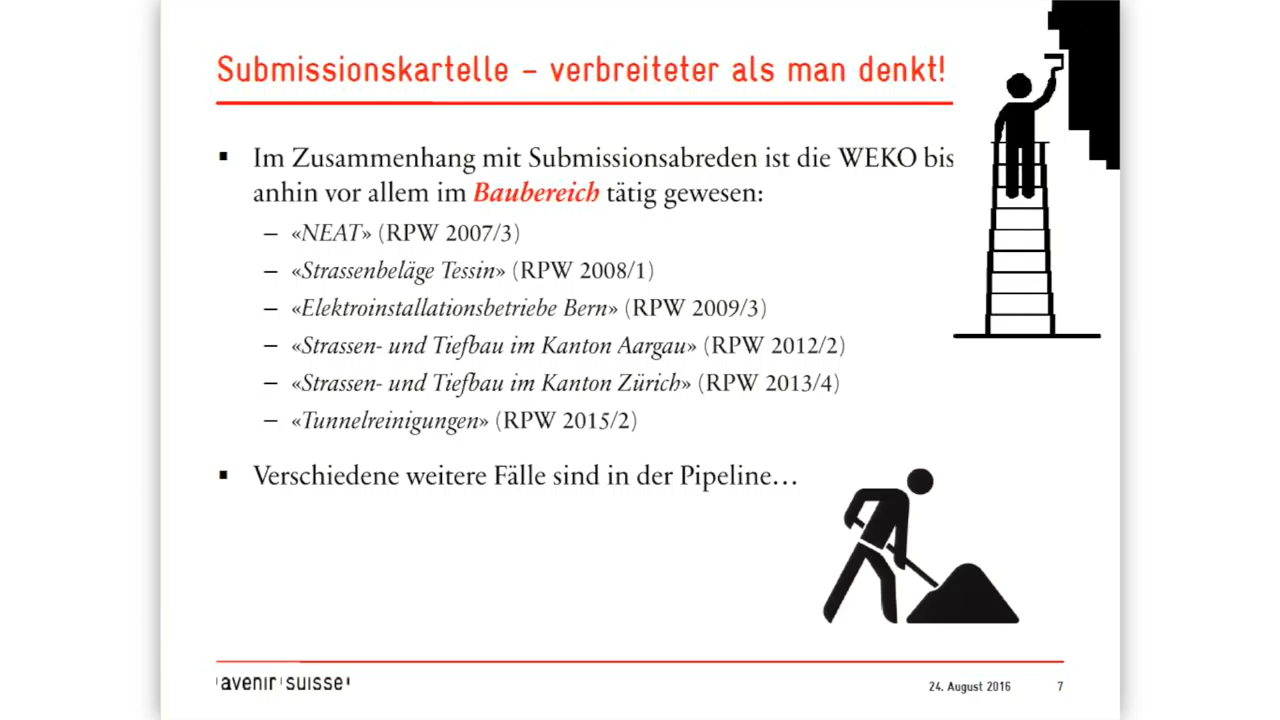 Submissionskartelle – verbreiteter als man denkt!
▪ Im Zusammenhang mit Submissionsabreden ist die WEKO bis
anhin vor allem im Baubereich tätig gewesen:
– «NEAT» (RPW 2007/3)
– «Strassenbeläge Tessin» (RPW 2008/1)
– «Elektroinstallationsbetriebe Bern» (RPW 2009/3)
– «Strassen- und Tiefbau im Kanton Aargau» (RPW 2012/2)
– «Strassen- und Tiefbau im Kanton Zürich» (RPW 2013/4)
– «Tunnelreinigungen» (RPW 2015/2)
▪ Verschiedene weitere Fälle sind in der Pipeline…
'avenir'suisse'
24. August 2016 7